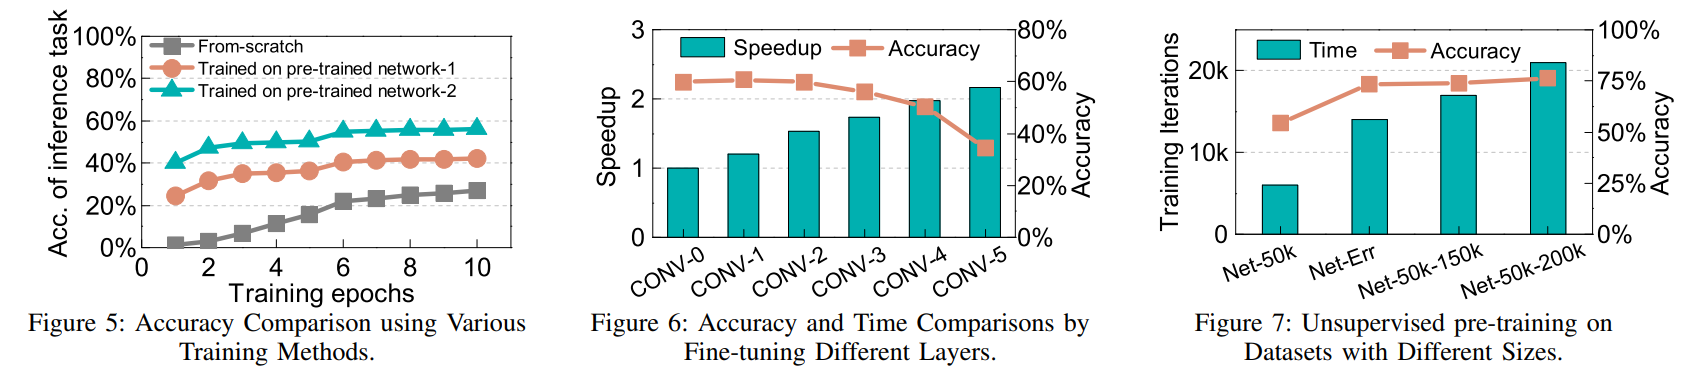 Acc. of inference task
100%
80%
60%
40%
20%
0%
From-scratch
Trained on pre-trained network-1
Trained on pre-trained network-2
0 2 4 6 8 10
Training epochs
Figure 5: Accuracy Comparison using Various
Training Methods.
Speedup
3
2
1
0
Speedup Accuracy
80%
60%
40%
20%
0%
Accuracy
CONV-0 CONV-1 CONV-2 CONV-3 CONV-4 CONV-5
Figure 6: Accuracy and Time Comparisons by
Fine-tuning Different Layers.
Training Iterations
20k
10k
0
Time Accuracy
100%
75%
50%
25%
0%
Accuracy
Net-50k Net-Err Net-50k-150k Net-50k-200k
Figure 7: Unsupervised pre-training on
Datasets with Different Sizes.